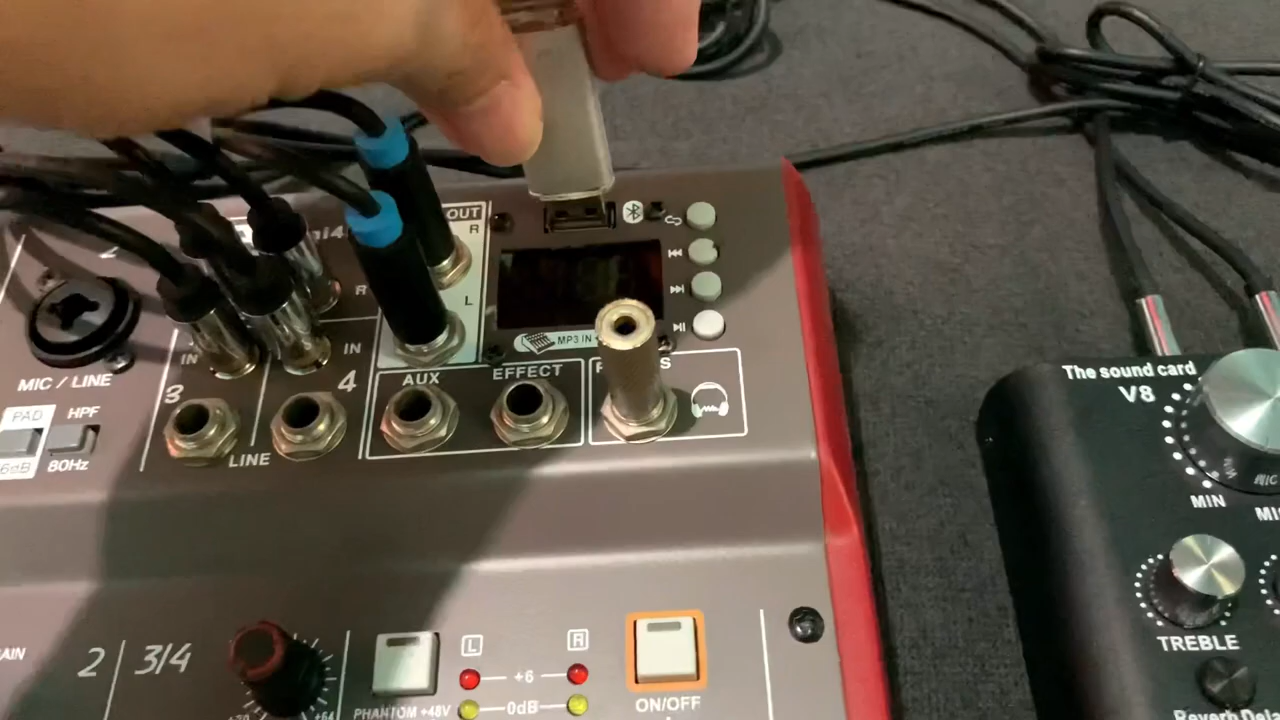 OUT
R
L
R
IN
IN
MP3 IN
MIC / LINE
3
4
AUX
EFFECT
PAD
HPF
80Hz
LINE
The sound card
V8
MIN
TREBLE
2
3/4
L
R
+6
0dB
PHANTOM +48V
ON/OFF